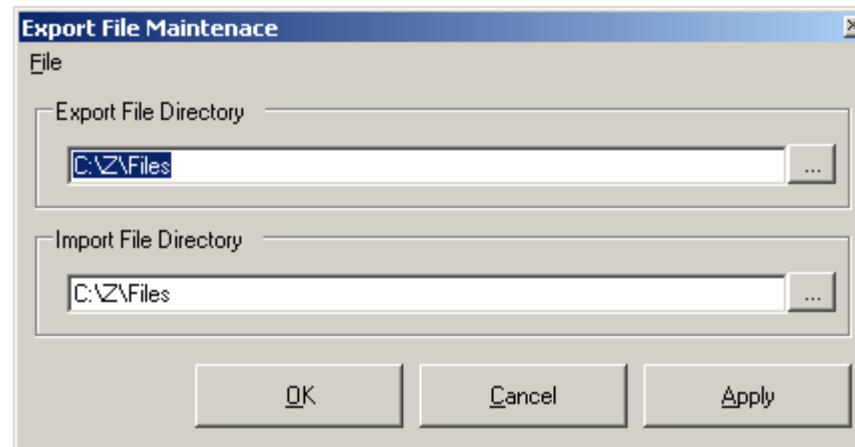 Export File Maintenace
File
Export File Directory
C:\Z\Files
...
Import File Directory
C:\Z\Files
...
OK Cancel Apply